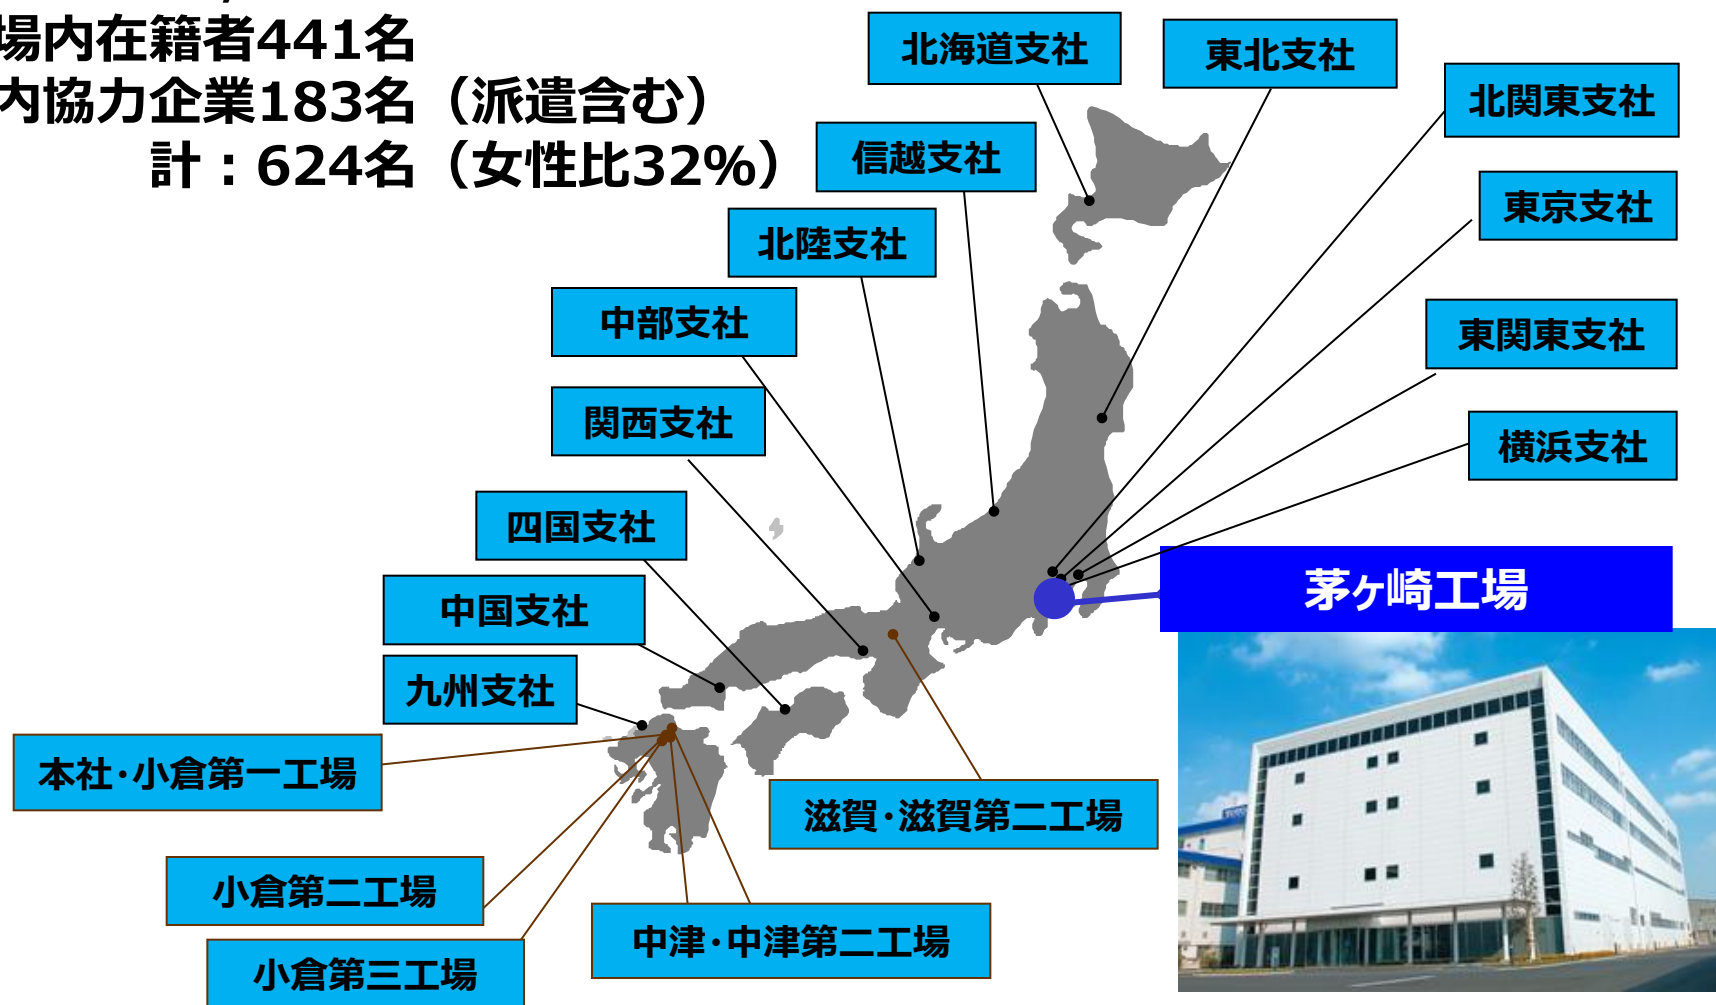 場内在籍者441名
内協力企業183名（派遣含む）
計：624名（女性比32%）
北海道支社
東北支社
北関東支社
信越支社
東京支社
北陸支社
中部支社
東関東支社
関西支社
横浜支社
四国支社
茅ヶ崎工場
中国支社
九州支社
本社・小倉第一工場
滋賀・滋賀第二工場
小倉第二工場
中津・中津第二工場
小倉第三工場